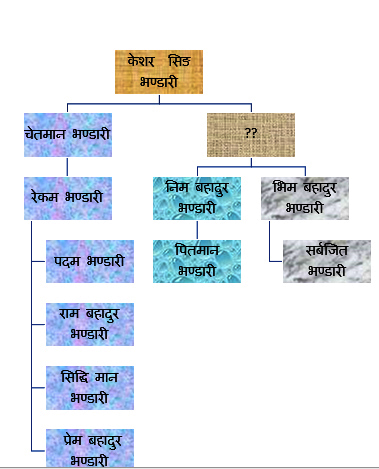 केशर सिङ
भण्डारी
चेतमान भण्डारी
??
रेकम भण्डारी
निम बहादुर
भण्डारी
भिम बहादुर
भण्डारी
पदम भण्डारी
पितमान
भण्डारी
सर्बजित
भण्डारी
राम बहादुर
भण्डारी
सिद्धि मान
भण्डारी
प्रेम बहादुर
भण्डारी